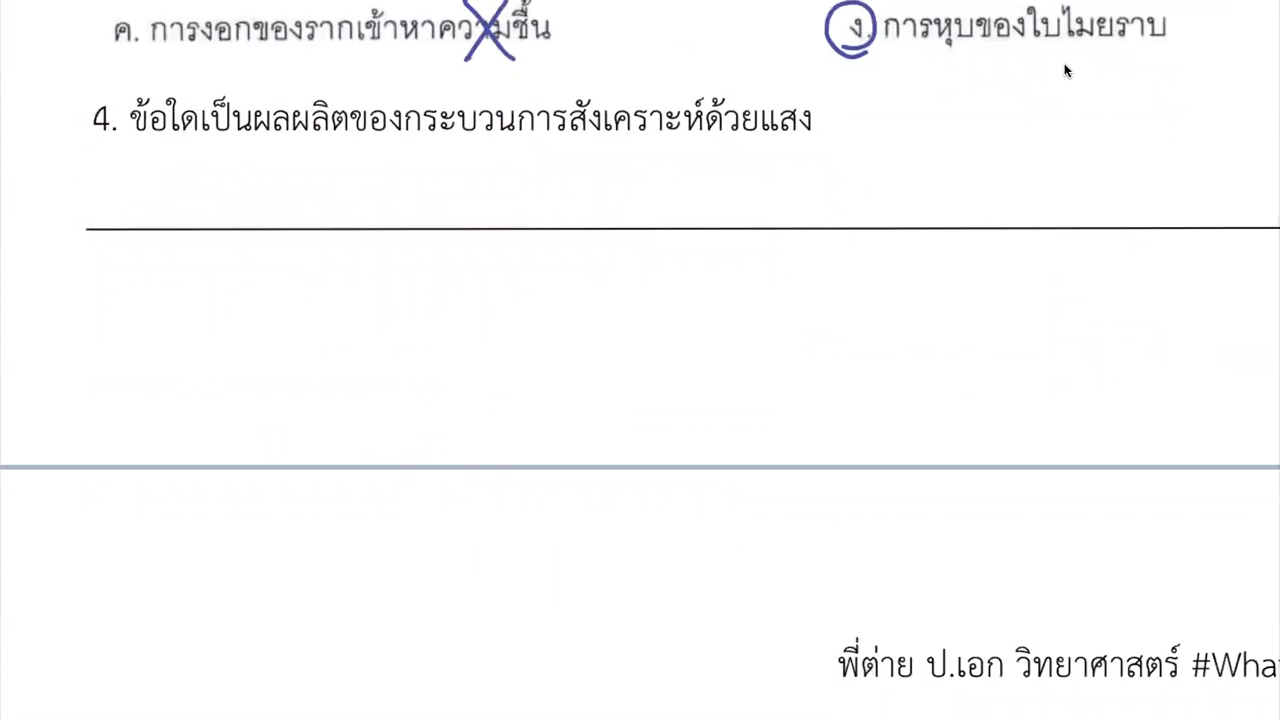 ค. การงอกของรากเข้าหาความชื้น
ง. การหุบของใบไมยราบ
4. ข้อใดเป็นผลผลิตของกระบวนการสังเคราะห์ด้วยแสง
พี่ต่าย ป.เอก วิทยาศาสตร์ #What